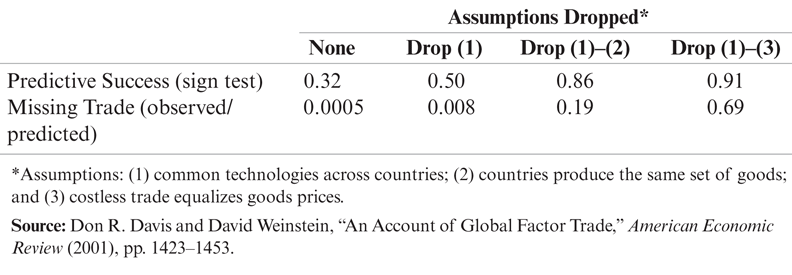 Assumptions Dropped*
None Drop (1) Drop (1)–(2) Drop (1)–(3)
Predictive Success (sign test) 0.32 0.50 0.86 0.91
Missing Trade (observed/ 0.0005 0.008 0.19 0.69
predicted)
*Assumptions: (1) common technologies across countries; (2) countries produce the same set of goods;
and (3) costless trade equalizes goods prices.
Source: Don R. Davis and David Weinstein, “An Account of Global Factor Trade,” American Economic
Review (2001), pp. 1423–1453.